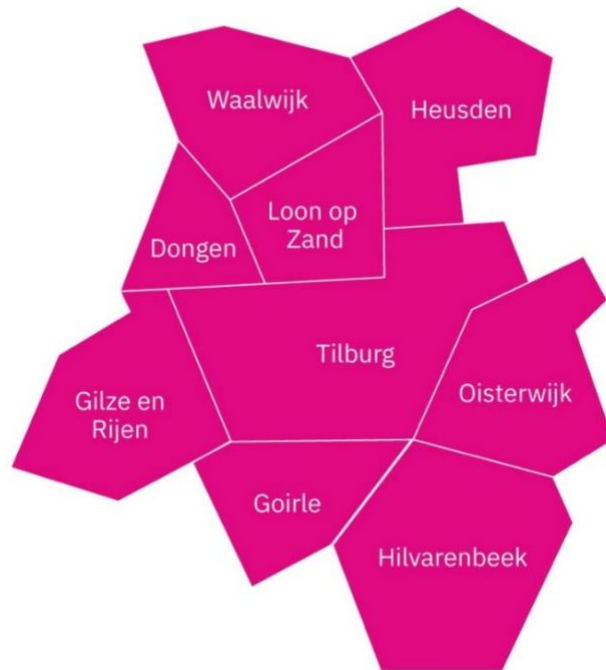 Waalwijk
Heusden
Loon op
Zand
Dongen
Tilburg
Oisterwijk
Gilze en
Rijen
Goirle
Hilvarenbeek